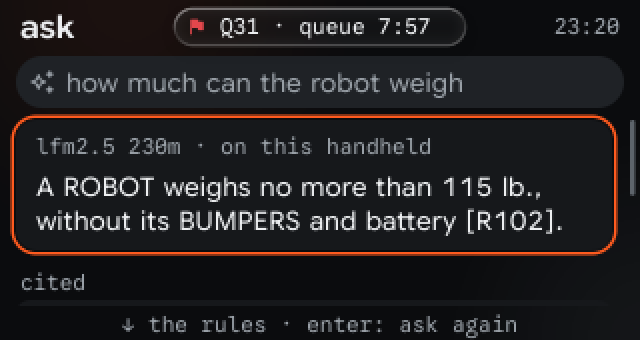 ask
Q31 · queue 7:57
23:20
how much can the robot weigh
lfm2.5 230m · on this handheld
A ROBOT weighs no more than 115 lb.,
without its BUMPERS and battery [R102].
cited
↓ the rules · enter: ask again